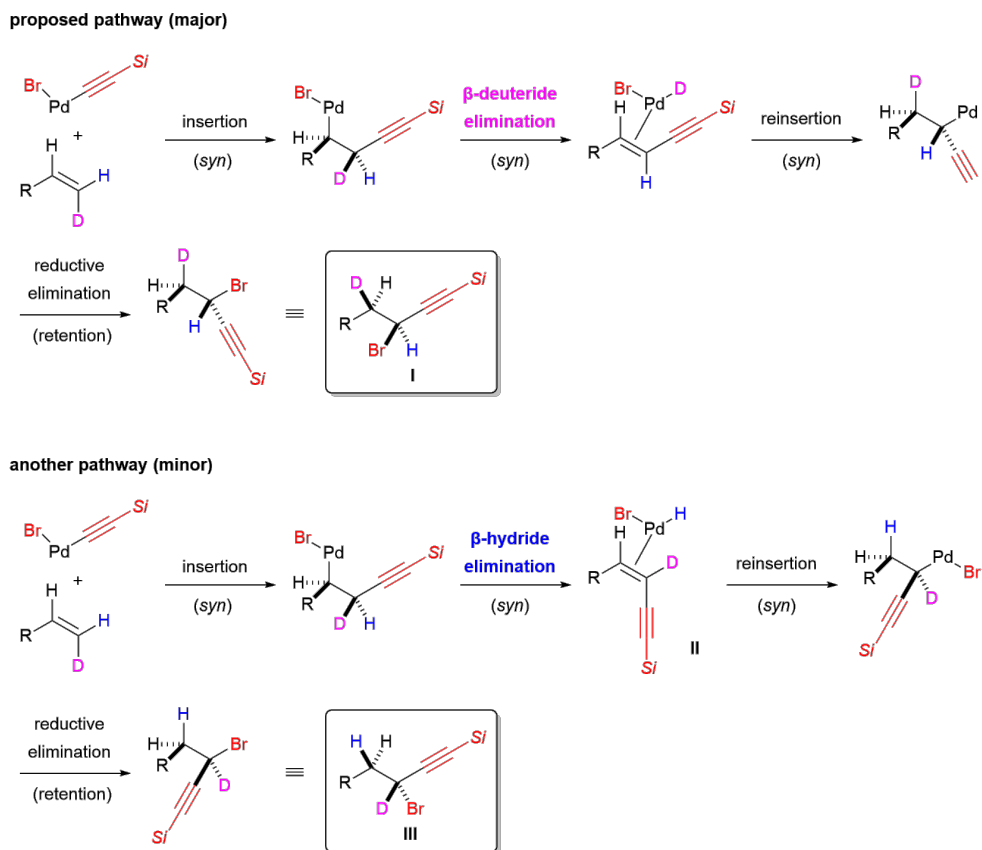 proposed pathway (major)
Br Pd Si
+
H
R H
D
insertion
(syn)
Br
Pd
H
R
D H
Si
β-deuteride
elimination
(syn)
Br Pd D
H
R
H
Si
reinsertion
(syn)
D
H Pd
R
H
reductive
elimination
(retention)
D
H Br
R
H
Si
≡
D H
R
Br H
Si
I
another pathway (minor)
Br Pd Si
+
H
R H
D
insertion
(syn)
Br
Pd
H
R
D H
Si
β-hydride
elimination
(syn)
Br Pd H
H
R D
Si
II
reinsertion
(syn)
H
H Pd
R Br
D
Si
reductive
elimination
(retention)
H
H Br
R
D
Si
≡
H H
R
D Br
Si
III